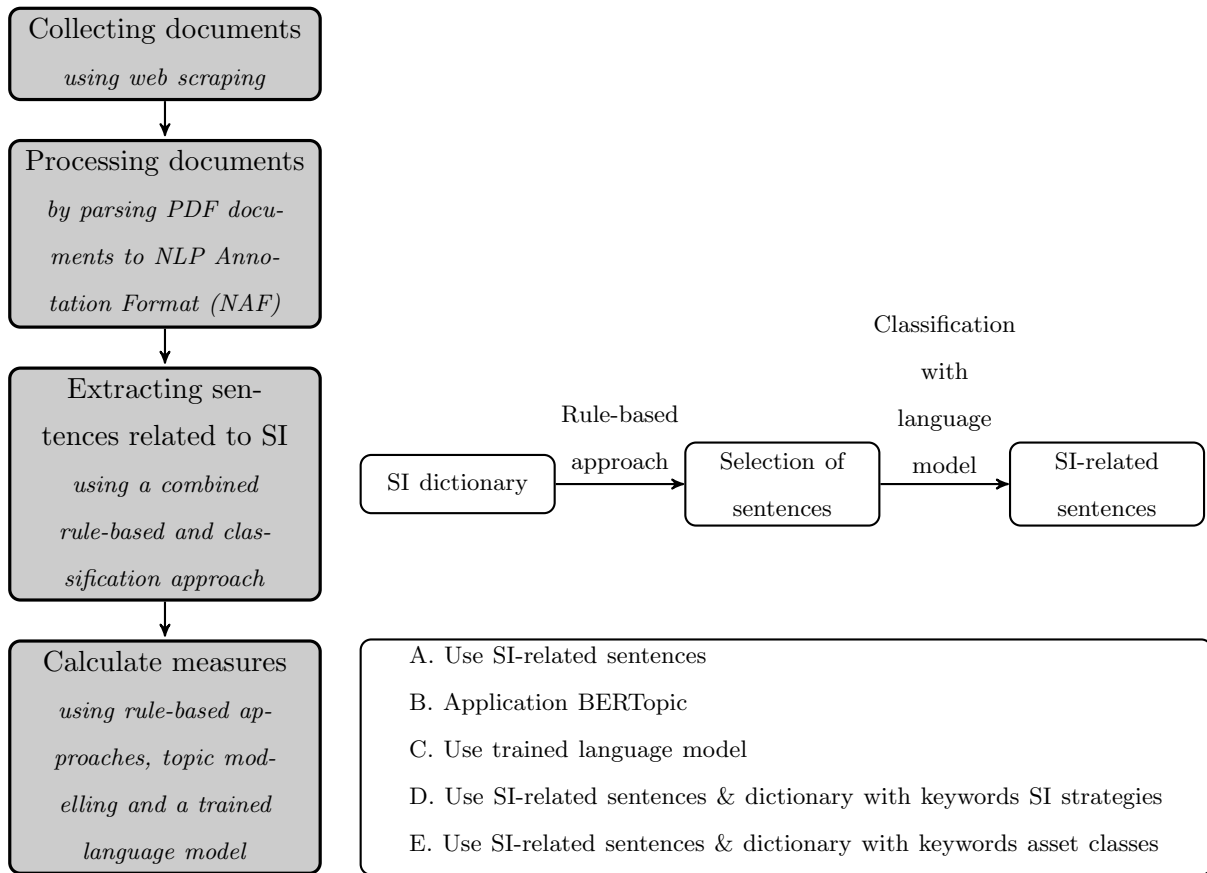 Collecting documents
using web scraping
Processing documents
by parsing PDF docu-
ments to NLP Anno-
tation Format (NAF)
Extracting sen-
tences related to SI
using a combined
rule-based and clas-
sification approach
SI dictionary
Rule-based
approach
Selection of
sentences
Classification
with
language
model
SI-related
sentences
Calculate measures
using rule-based ap-
proaches, topic mod-
elling and a trained
language model
A. Use SI-related sentences
B. Application BERTopic
C. Use trained language model
D. Use SI-related sentences & dictionary with keywords SI strategies
E. Use SI-related sentences & dictionary with keywords asset classes